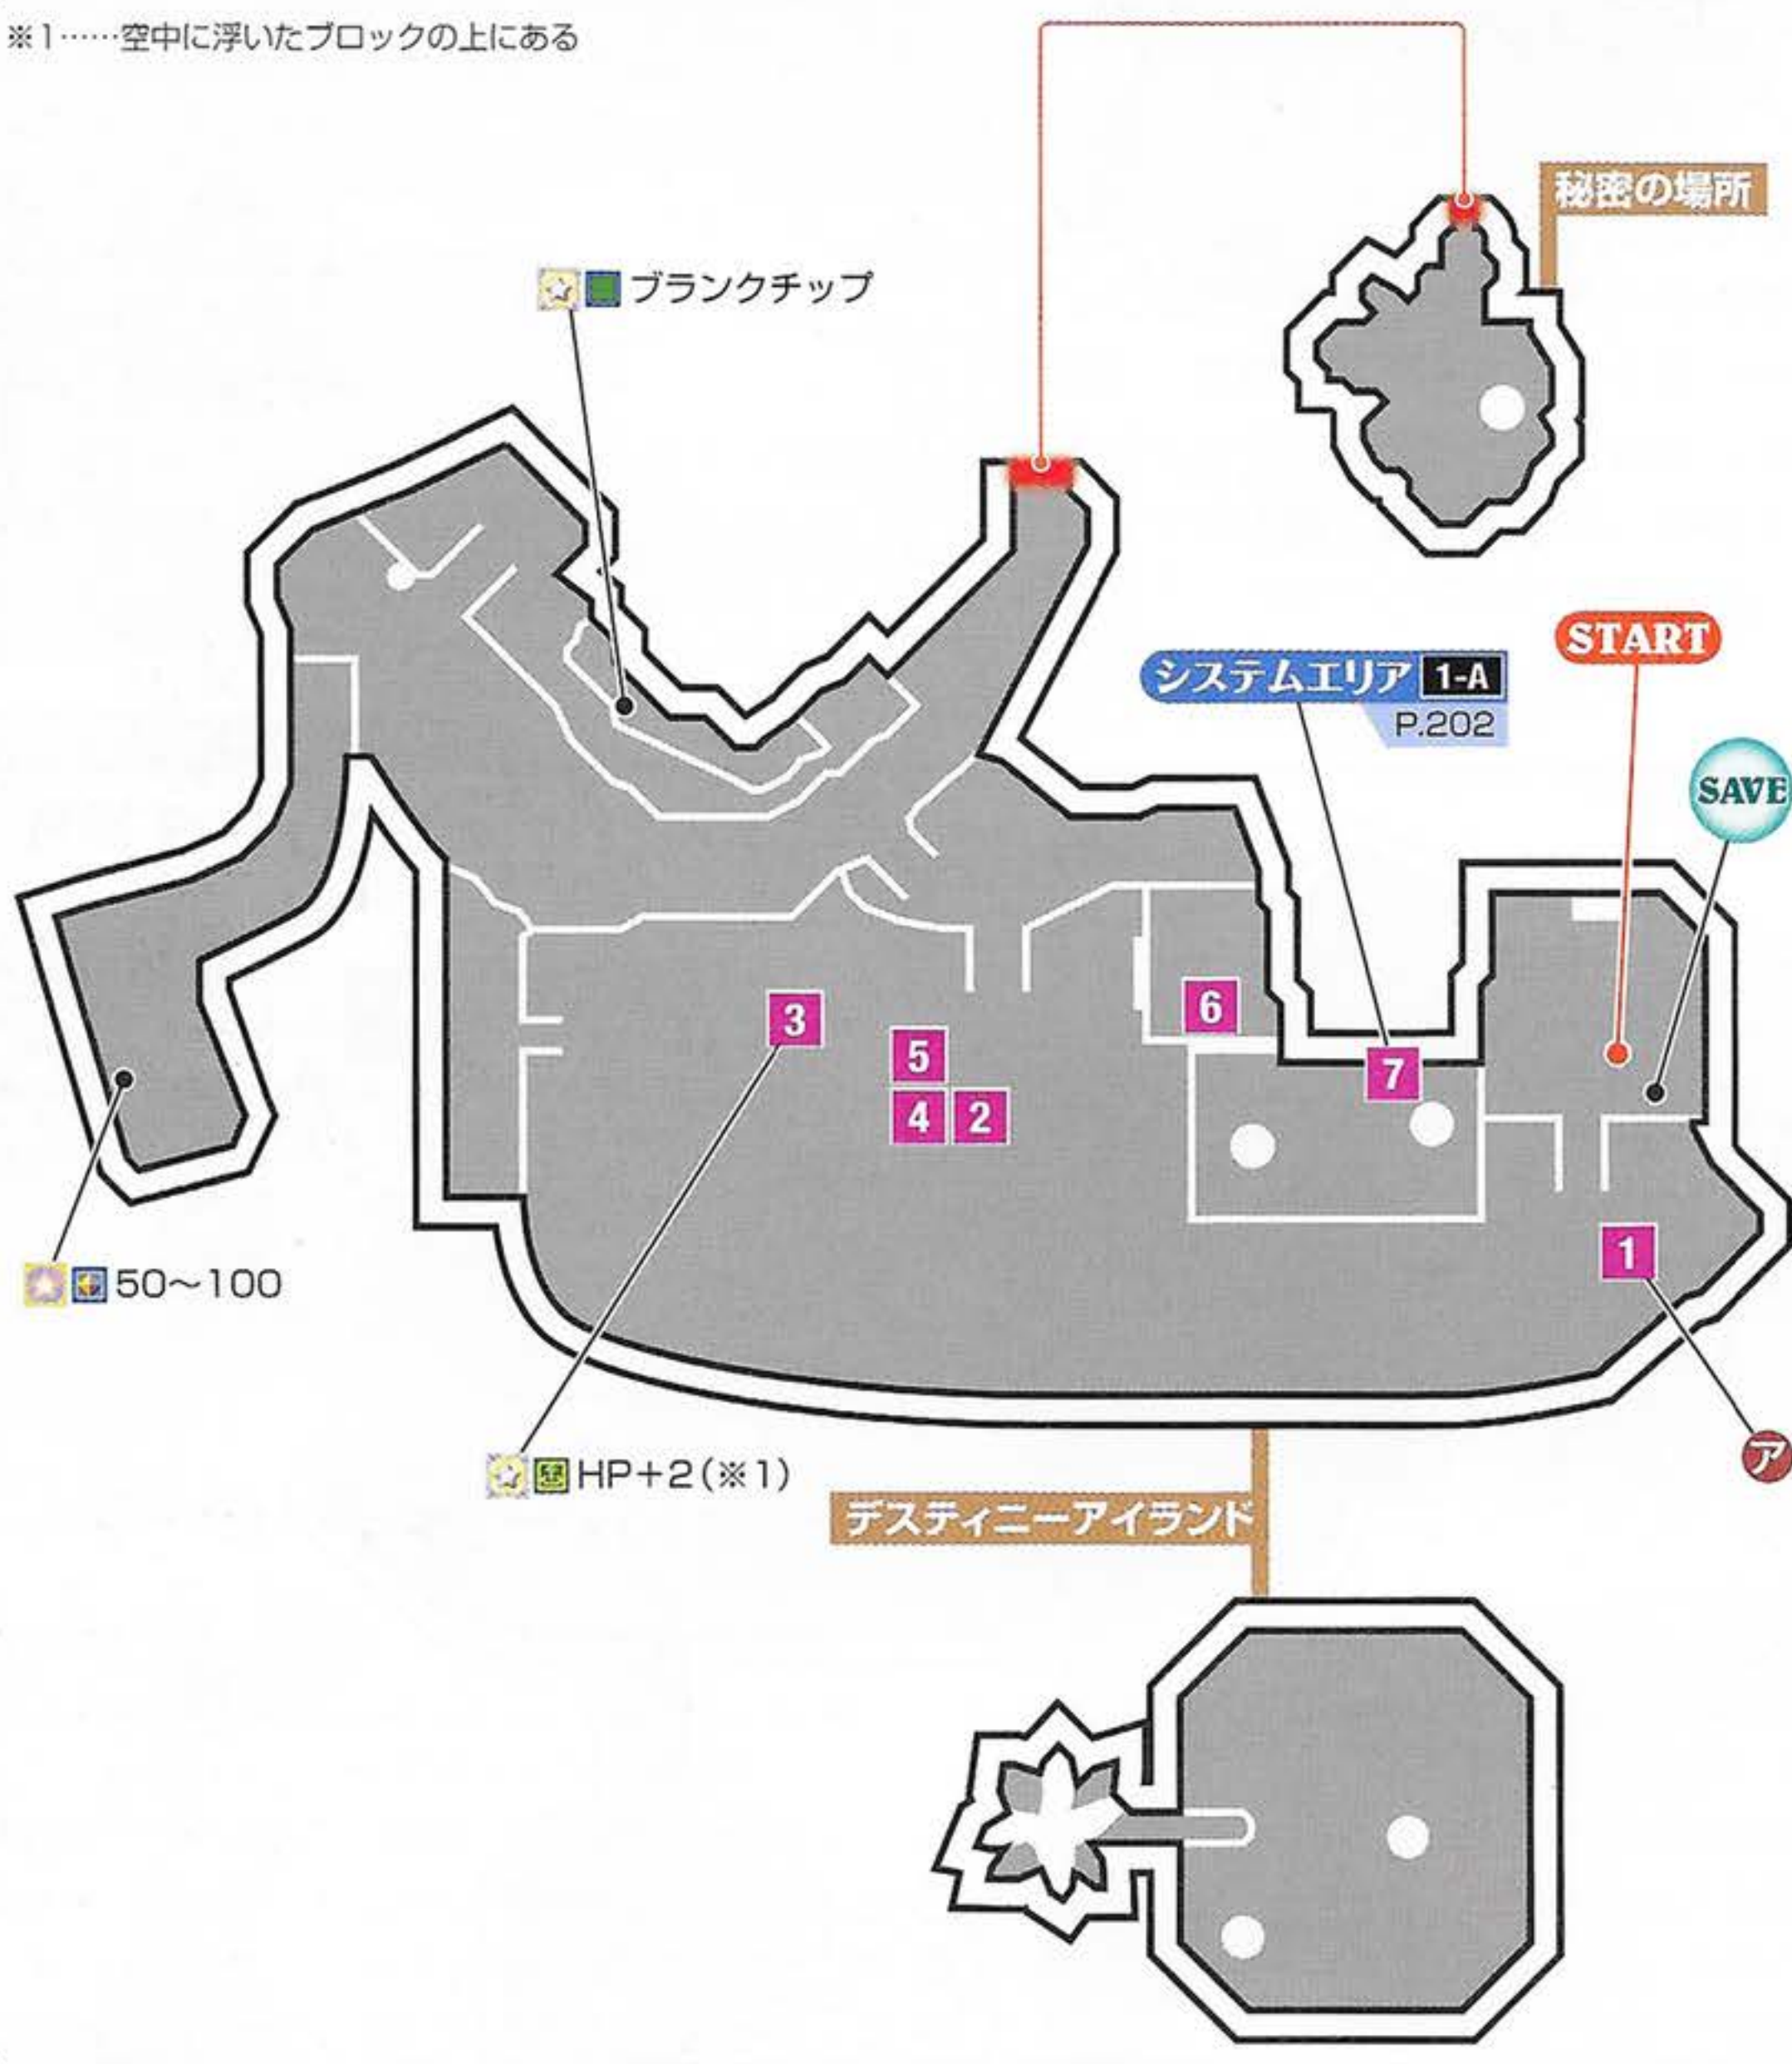 ※1……空中に浮いたブロックの上にある
秘密の場所
ブランクチップ
START
システムエリア 1-A
P.202
SAVE
3
5
6
7
4
2
1
50～100
HP+2(※1)
ア
デスティニーアイランド